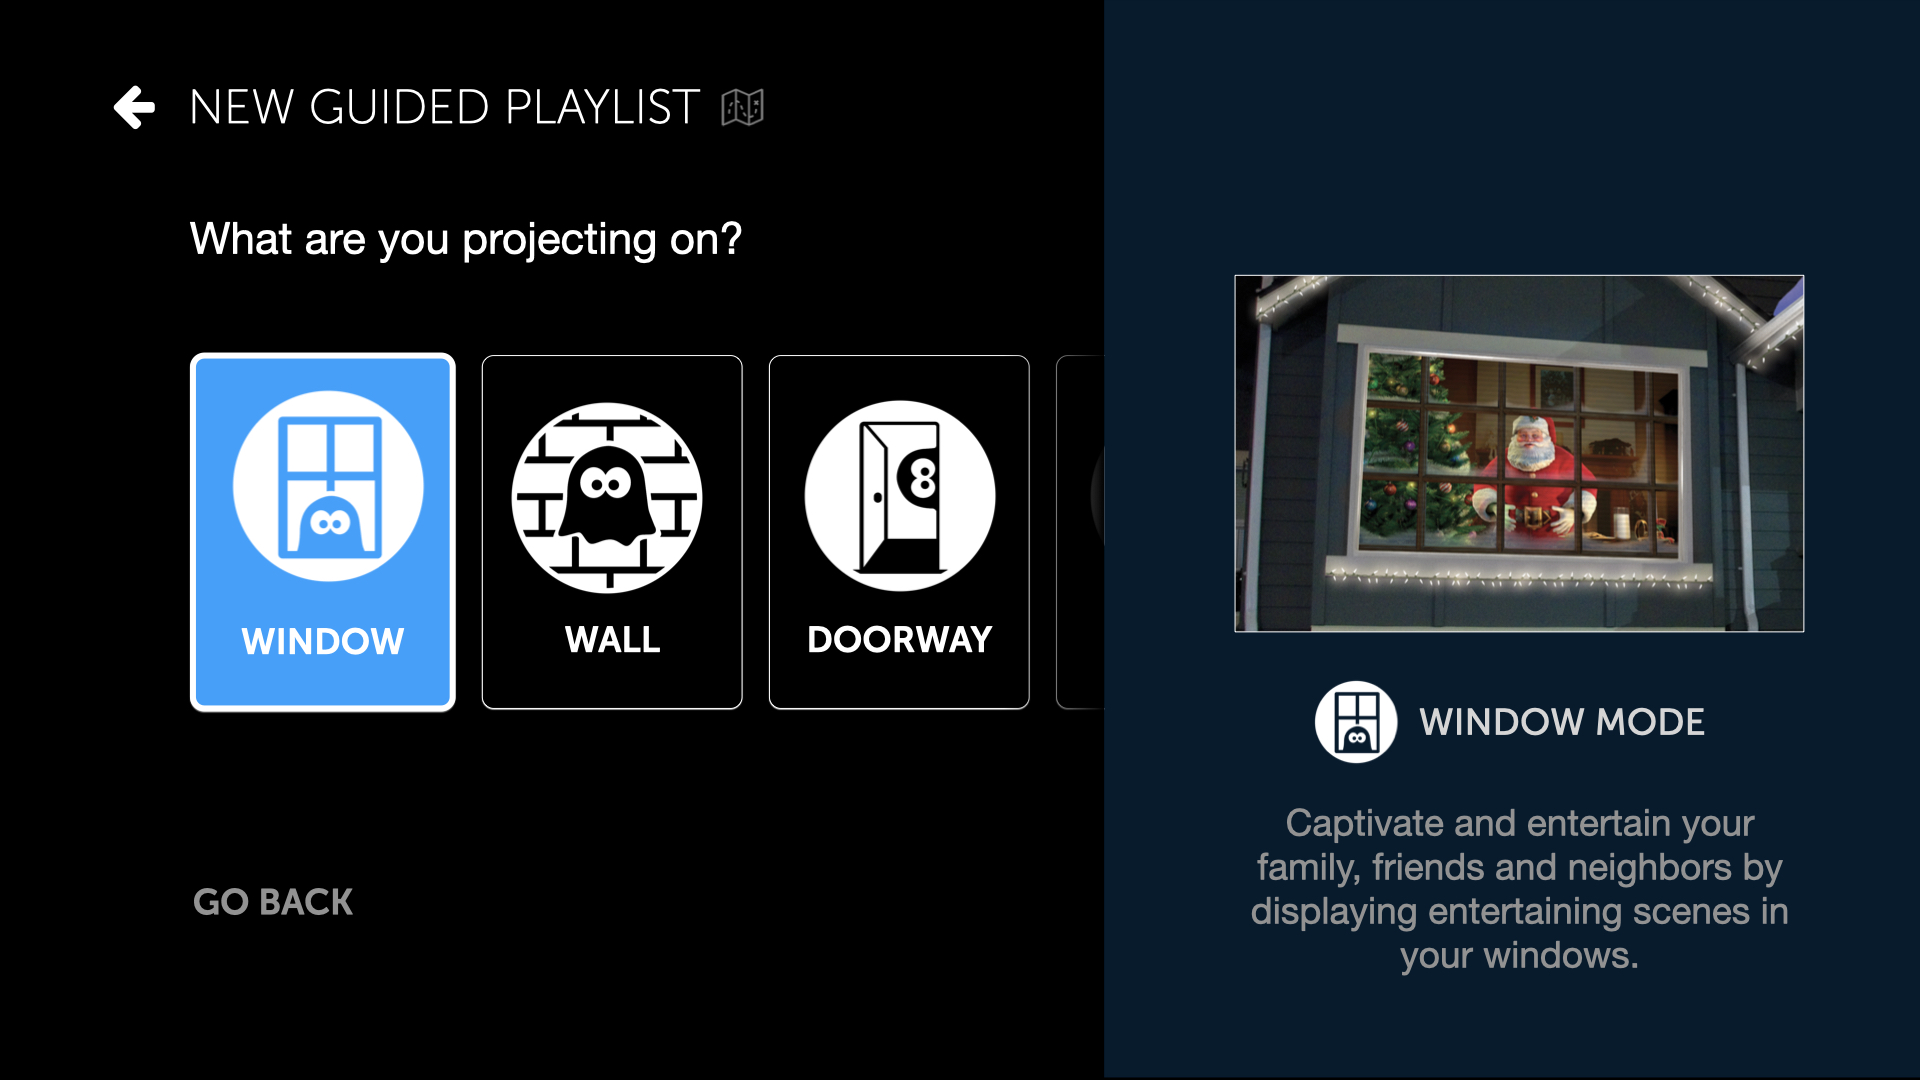 NEW GUIDED PLAYLIST
What are you projecting on?
WINDOW
WALL
DOORWAY
GO BACK
WINDOW MODE
Captivate and entertain your
family, friends and neighbors by
displaying entertaining scenes in
your windows.